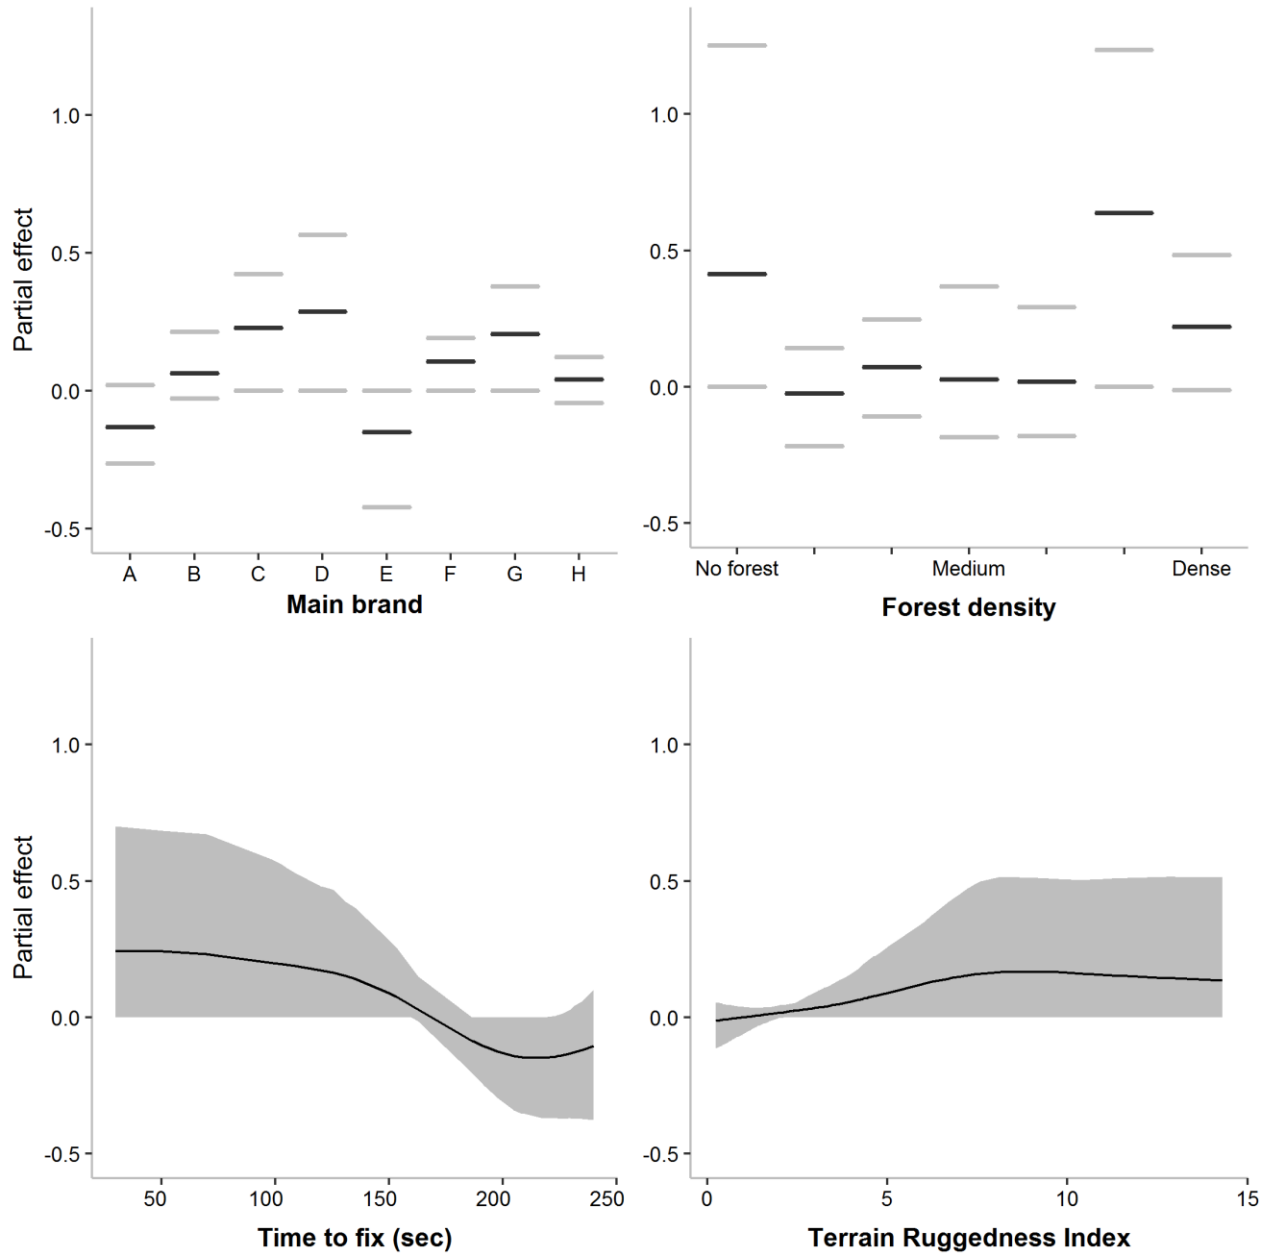 Partial effect
1.0
0.5
0.0
-0.5
A B C D E F G H
Main brand
1.0
0.5
0.0
-0.5
No forest Medium Dense
Forest density
Partial effect
1.0
0.5
0.0
-0.5
50 100 150 200 250
Time to fix (sec)
1.0
0.5
0.0
-0.5
0 5 10 15
Terrain Ruggedness Index